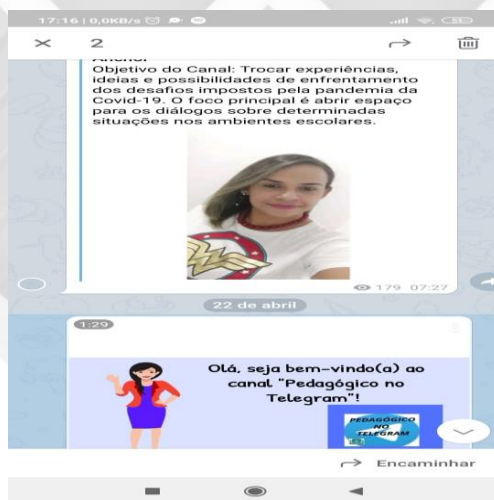 17:16 | 0,0KB/s
2
Anchor
Objetivo do Canal: Trocar experiências,
ideias e possibilidades de enfrentamento
dos desafios impostos pela pandemia da
Covid-19. O foco principal é abrir espaço
para os diálogos sobre determinadas
situações nos ambientes escolares.
179 07:27
22 de abril
1:29
Olá, seja bem-vindo(a) ao
canal "Pedagógico no
Telegram"!
PEDAGÓGICO
NO
TELEGRAM
Encaminhar